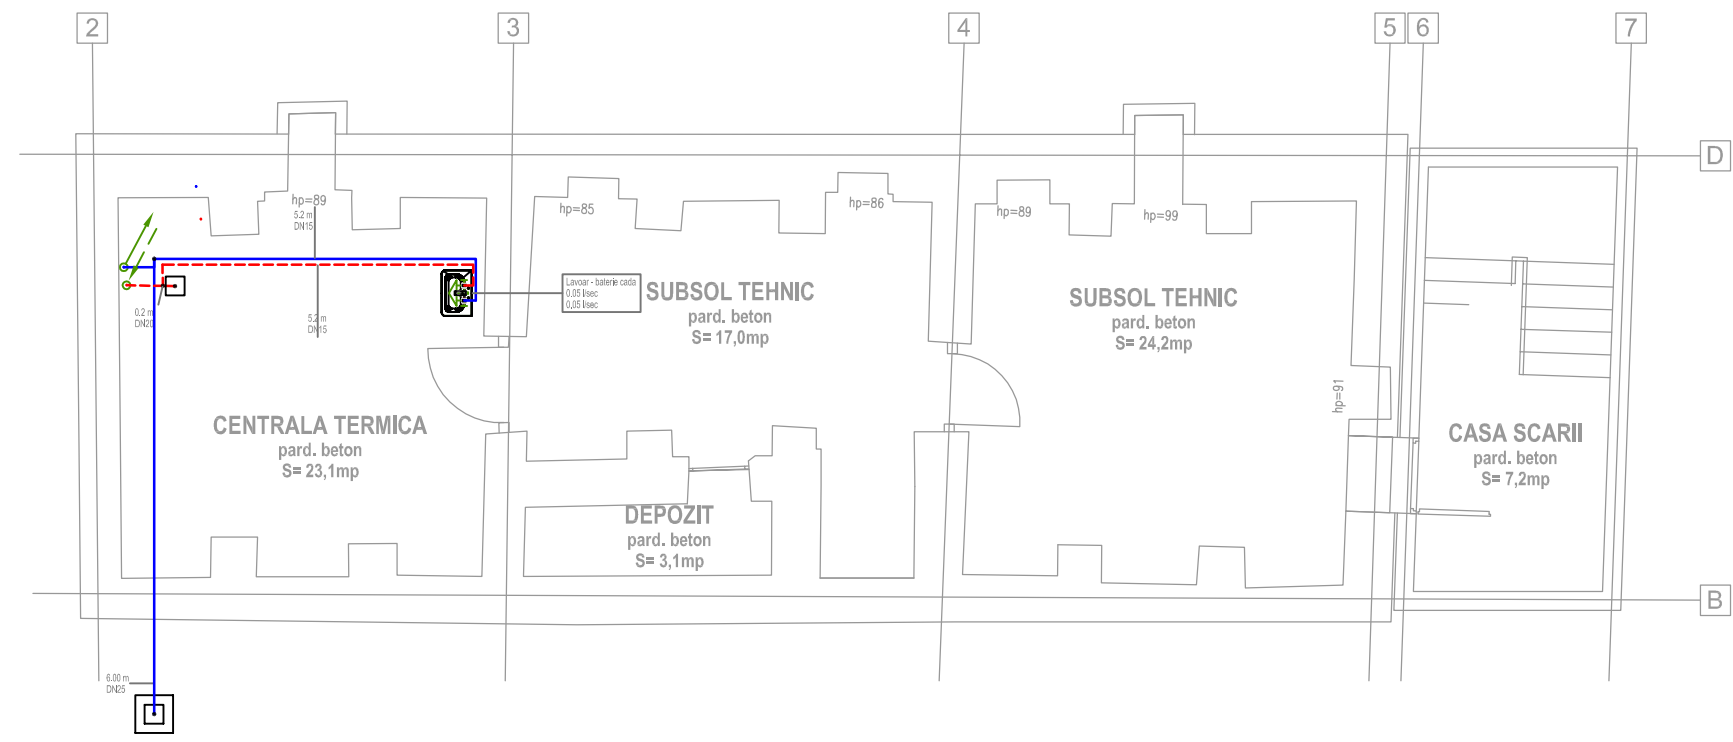 2
3
4
5
6
7
D
hp=89
5.2 m
DN15
hp=85
hp=86
hp=89
hp=99
0.2 m
DN20
5.2 m
DN15
Lavoar - baterie cada
0.05 l/sec
0,05 l/sec
SUBSOL TEHNIC
pard. beton
S= 17,0mp
SUBSOL TEHNIC
pard. beton
S= 24,2mp
hp=91
CENTRALA TERMICA
pard. beton
S= 23,1mp
CASA SCARII
pard. beton
S= 7,2mp
DEPOZIT
pard. beton
S= 3,1mp
B
6.00 m
DN25